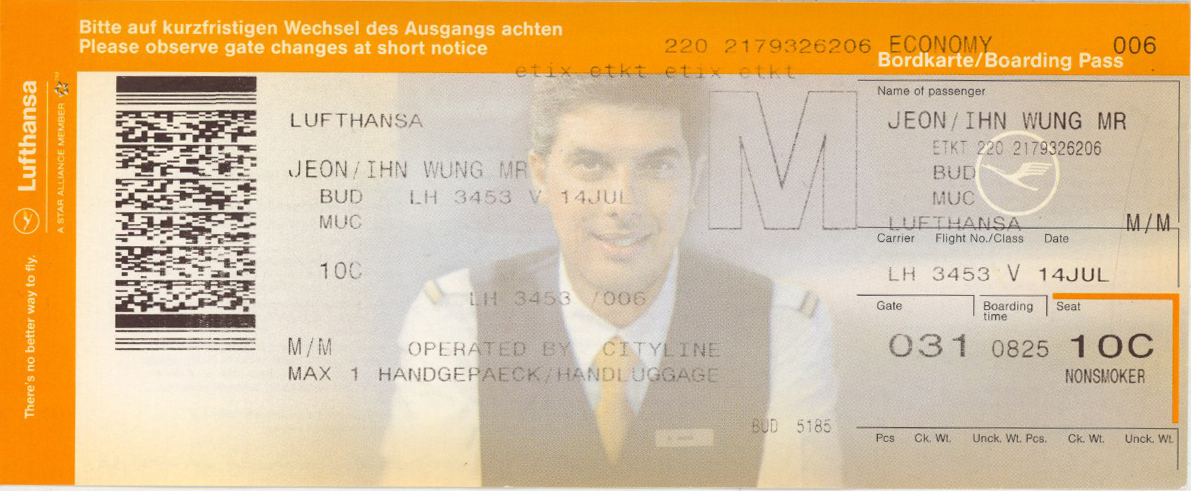 Bitte auf kurzfristigen Wechsel des Ausgangs achten
Please observe gate changes at short notice
220 2179326206 ECONOMY 006
Bordkarte/Boarding Pass
etix etkt etix etkt
Lufthansa
A STAR ALLIANCE MEMBER
There's no better way to fly.
LUFTHANSA
JEON/IHN WUNG MR
BUD LH 3453 V 14JUL
MUC
10C
LH 3453 /006
M/M OPERATED BY CITYLINE
MAX 1 HANDGEPAECK/HANDLUGGAGE
BUD 5185
M
Name of passenger
JEON/IHN WUNG MR
ETKT 220 2179326206
BUD
MUC
LUFTHANSA M/M
Carrier Flight No./Class Date
LH 3453 V 14JUL
Gate Boarding time Seat
031 0825 10C
NONSMOKER
Pcs Ck. Wt. Unck. Wt. Pcs. Ck. Wt. Unck. Wt.